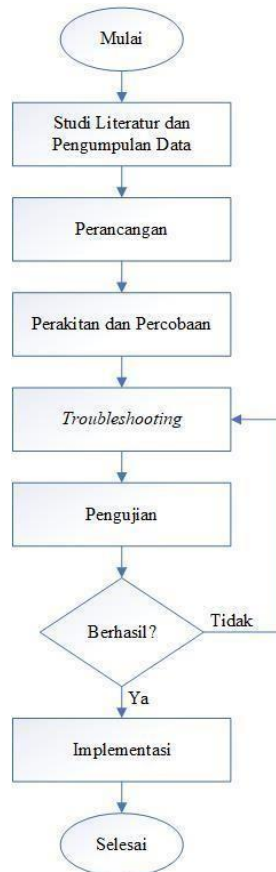 Mulai
Studi Literatur dan
Pengumpulan Data
Perancangan
Perakitan dan Percobaan
Troubleshooting
Pengujian
Berhasil?
Tidak
Ya
Implementasi
Selesai